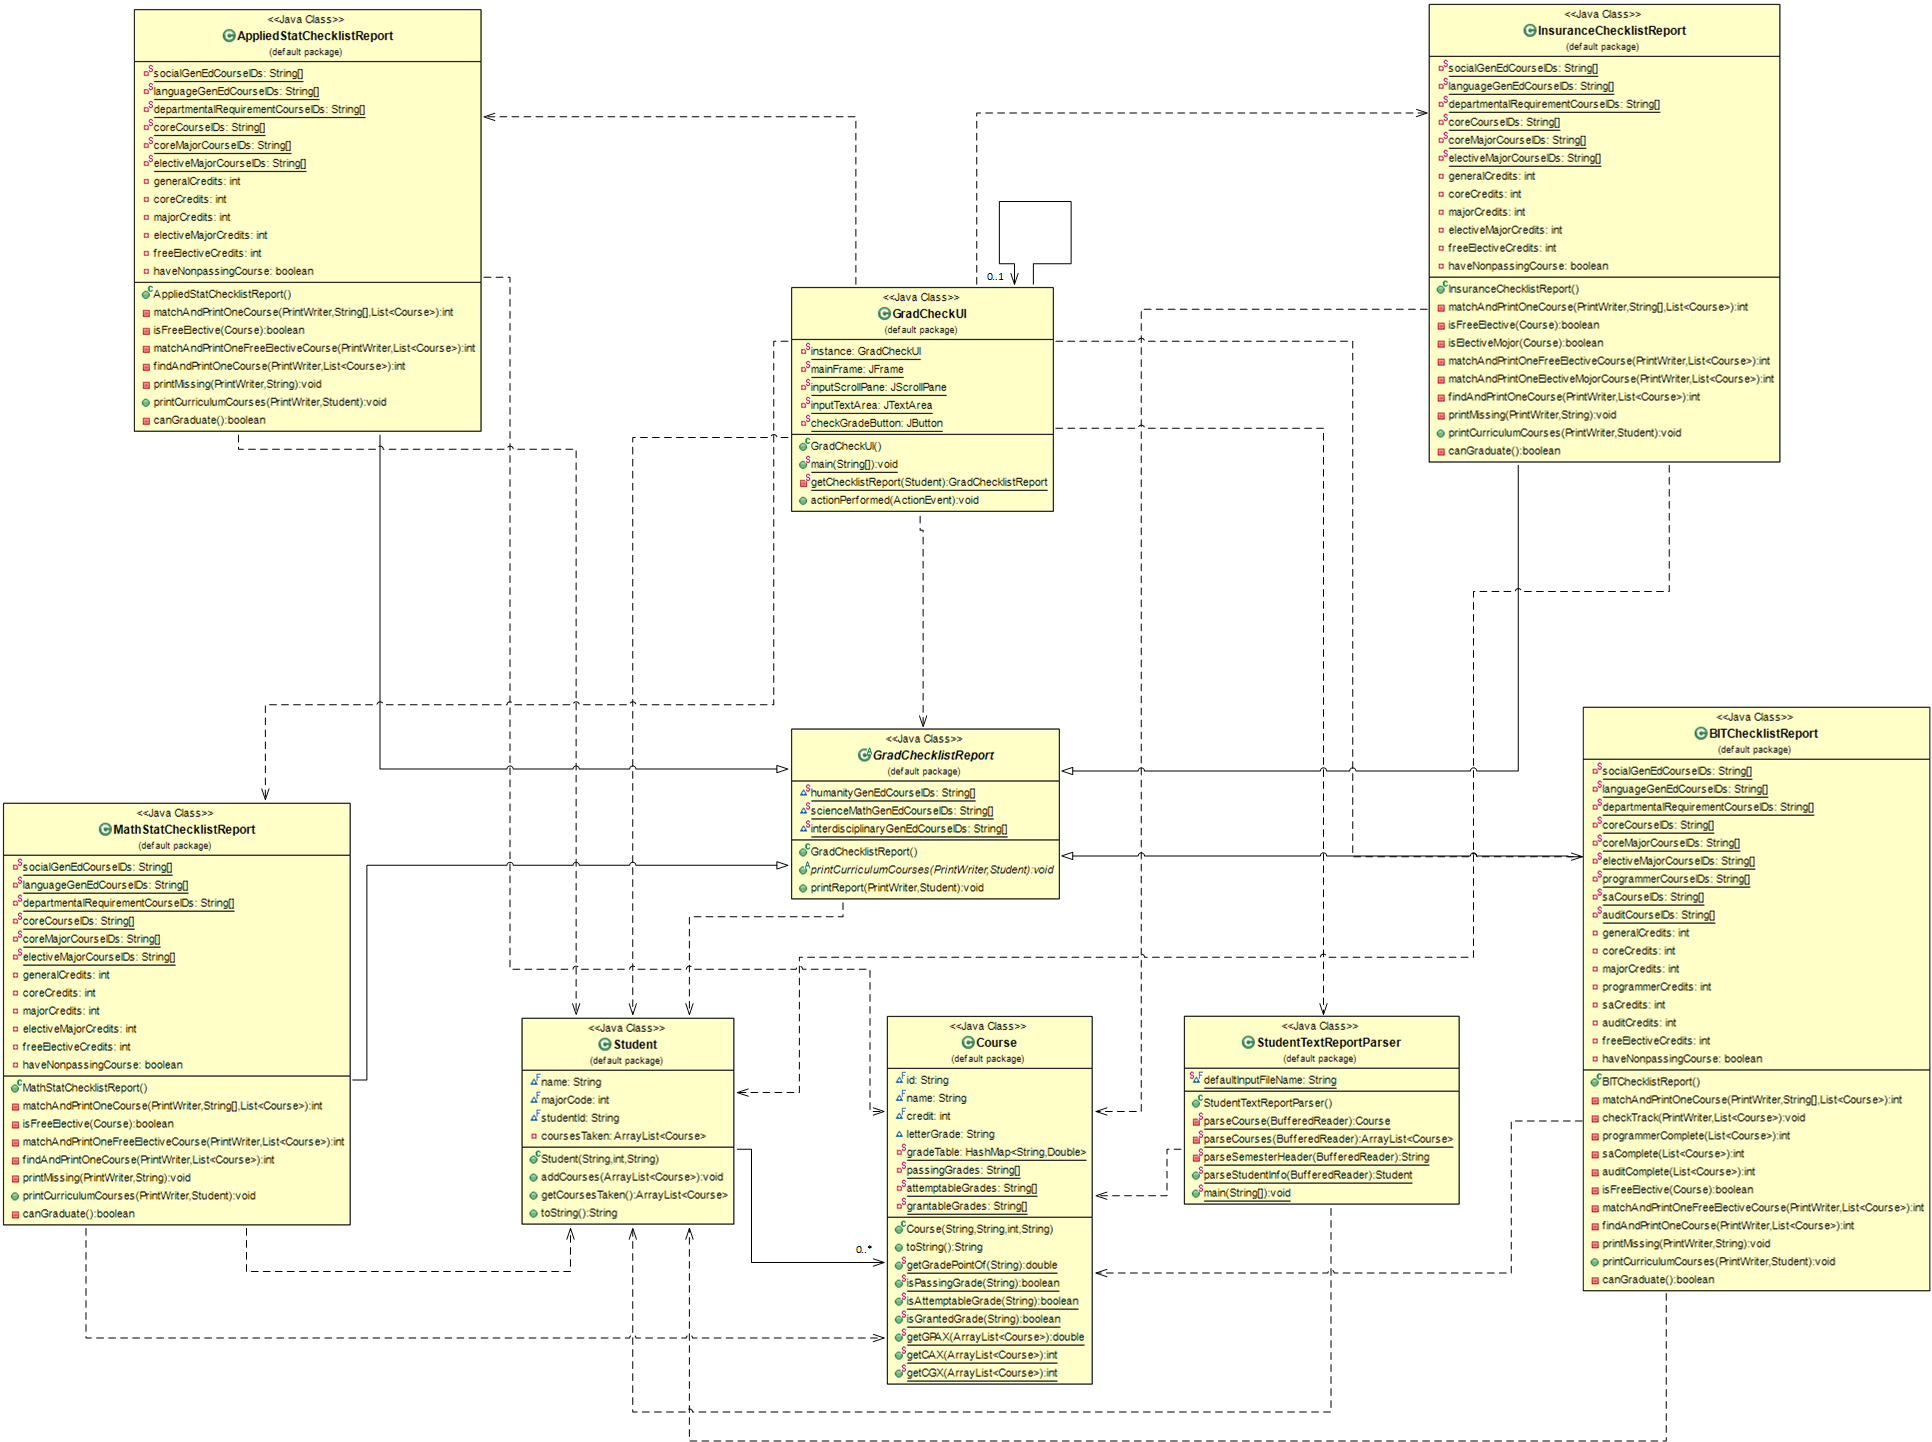 <<Java Class>>
AppliedStatChecklistReport
(default package)
socialGenEdCourseIDs: String[]
languageGenEdCourseIDs: String[]
departmentalRequirementCourseIDs: String[]
coreCourseIDs: String[]
coreMajorCourseIDs: String[]
electiveMajorCourseIDs: String[]
generalCredits: int
coreCredits: int
majorCredits: int
electiveMajorCredits: int
freeElectiveCredits: int
haveNonpassingCourse: boolean
AppliedStatChecklistReport()
matchAndPrintOneCourse(PrintWriter,String[],List<Course>):int
isFreeElective(Course):boolean
matchAndPrintOneFreeElectiveCourse(PrintWriter,List<Course>):int
findAndPrintOneCourse(PrintWriter,List<Course>):int
printMissing(PrintWriter,String):void
printCurriculumCourses(PrintWriter,Student):void
canGraduate():boolean
<<Java Class>>
InsuranceChecklistReport
(default package)
socialGenEdCourseIDs: String[]
languageGenEdCourseIDs: String[]
departmentalRequirementCourseIDs: String[]
coreCourseIDs: String[]
coreMajorCourseIDs: String[]
electiveMajorCourseIDs: String[]
generalCredits: int
coreCredits: int
majorCredits: int
electiveMajorCredits: int
freeElectiveCredits: int
haveNonpassingCourse: boolean
InsuranceChecklistReport()
matchAndPrintOneCourse(PrintWriter,String[],List<Course>):int
isFreeElective(Course):boolean
isElectiveMojor(Course):boolean
matchAndPrintOneFreeElectiveCourse(PrintWriter,List<Course>):int
matchAndPrintOneElectiveMojorCourse(PrintWriter,List<Course>):int
findAndPrintOneCourse(PrintWriter,List<Course>):int
printMissing(PrintWriter,String):void
printCurriculumCourses(PrintWriter,Student):void
canGraduate():boolean
0..1
<<Java Class>>
GradCheckUI
(default package)
instance: GradCheckUI
mainFrame: JFrame
inputScrollPane: JScrollPane
inputTextArea: JTextArea
checkGradeButton: JButton
GradCheckUI()
main(String[]):void
getChecklistReport(Student):GradChecklistReport
actionPerformed(ActionEvent):void
<<Java Class>>
GradChecklistReport
(default package)
humanityGenEdCourseIDs: String[]
scienceMathGenEdCourseIDs: String[]
interdisciplinaryGenEdCourseIDs: String[]
GradChecklistReport()
printCurriculumCourses(PrintWriter,Student):void
printReport(PrintWriter,Student):void
<<Java Class>>
BITChecklistReport
(default package)
socialGenEdCourseIDs: String[]
languageGenEdCourseIDs: String[]
departmentalRequirementCourseIDs: String[]
coreCourseIDs: String[]
coreMajorCourseIDs: String[]
electiveMajorCourseIDs: String[]
programmerCourseIDs: String[]
saCourseIDs: String[]
auditCourseIDs: String[]
generalCredits: int
coreCredits: int
majorCredits: int
programmerCredits: int
saCredits: int
auditCredits: int
freeElectiveCredits: int
haveNonpassingCourse: boolean
BITChecklistReport()
matchAndPrintOneCourse(PrintWriter,String[],List<Course>):int
checkTrack(PrintWriter,List<Course>):void
programmerComplete(List<Course>):int
saComplete(List<Course>):int
auditComplete(List<Course>):int
isFreeElective(Course):boolean
matchAndPrintOneFreeElectiveCourse(PrintWriter,List<Course>):int
findAndPrintOneCourse(PrintWriter,List<Course>):int
printMissing(PrintWriter,String):void
printCurriculumCourses(PrintWriter,Student):void
canGraduate():boolean
<<Java Class>>
MathStatChecklistReport
(default package)
socialGenEdCourseIDs: String[]
languageGenEdCourseIDs: String[]
departmentalRequirementCourseIDs: String[]
coreCourseIDs: String[]
coreMajorCourseIDs: String[]
electiveMajorCourseIDs: String[]
generalCredits: int
coreCredits: int
majorCredits: int
electiveMajorCredits: int
freeElectiveCredits: int
haveNonpassingCourse: boolean
MathStatChecklistReport()
matchAndPrintOneCourse(PrintWriter,String[],List<Course>):int
isFreeElective(Course):boolean
matchAndPrintOneFreeElectiveCourse(PrintWriter,List<Course>):int
findAndPrintOneCourse(PrintWriter,List<Course>):int
printMissing(PrintWriter,String):void
printCurriculumCourses(PrintWriter,Student):void
canGraduate():boolean
<<Java Class>>
Student
(default package)
name: String
majorCode: int
studentId: String
coursesTaken: ArrayList<Course>
Student(String,int,String)
addCourses(ArrayList<Course>):void
getCoursesTaken():ArrayList<Course>
toString():String
0..*
<<Java Class>>
Course
(default package)
id: String
name: String
credit: int
letterGrade: String
gradeTable: HashMap<String,Double>
passingGrades: String[]
attemptableGrades: String[]
grantableGrades: String[]
Course(String,String,int,String)
toString():String
getGradePointOf(String):double
isPassingGrade(String):boolean
isAttemptableGrade(String):boolean
isGrantedGrade(String):boolean
getGPAX(ArrayList<Course>):double
getCAX(ArrayList<Course>):int
getCGX(ArrayList<Course>):int
<<Java Class>>
StudentTextReportParser
(default package)
defaultInputFileName: String
StudentTextReportParser()
parseCourse(BufferedReader):Course
parseCourses(BufferedReader):ArrayList<Course>
parseSemesterHeader(BufferedReader):String
parseStudentInfo(BufferedReader):Student
main(String[]):void